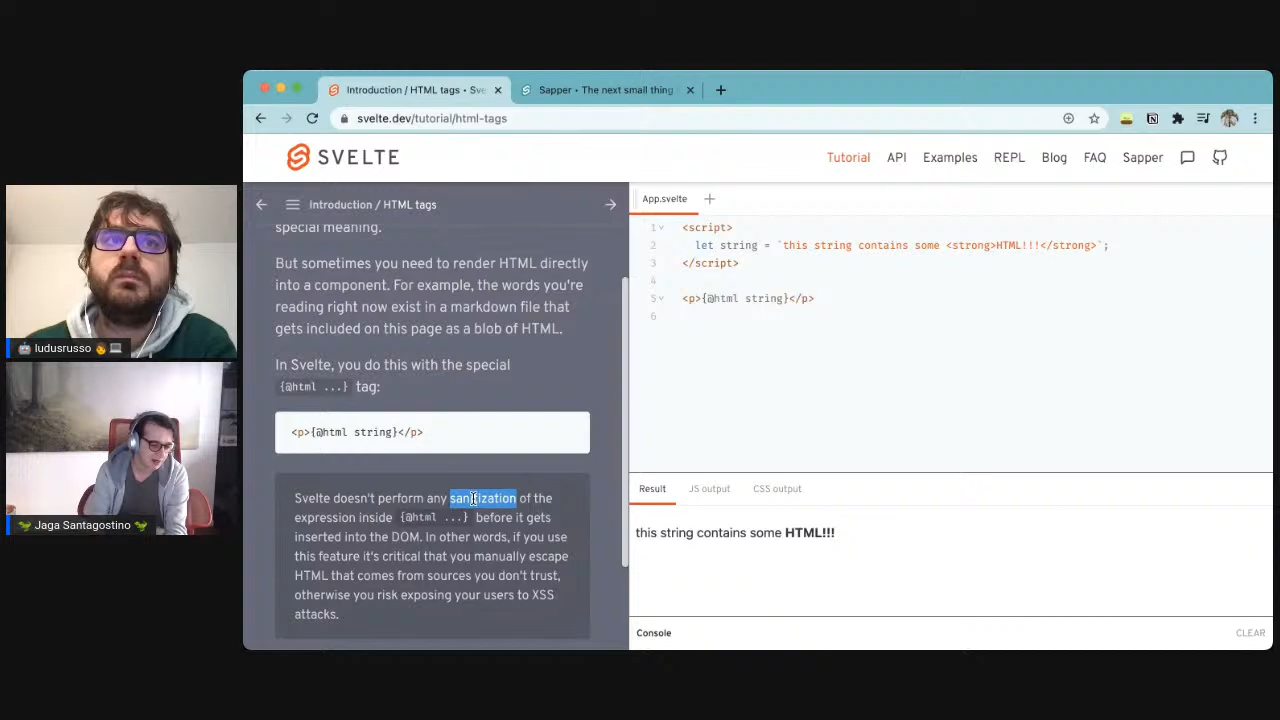 Introduction / HTML tags • Sve
Sapper • The next small thing
svelte.dev/tutorial/html-tags
SVELTE
Tutorial API Examples REPL Blog FAQ Sapper
Introduction / HTML tags
special meaning.
But sometimes you need to render HTML directly
into a component. For example, the words you're
reading right now exist in a markdown file that
gets included on this page as a blob of HTML.
In Svelte, you do this with the special
{@html ...} tag:
<p>{@html string}</p>
Svelte doesn't perform any sanitization of the
expression inside {@html ...} before it gets
inserted into the DOM. In other words, if you use
this feature it's critical that you manually escape
HTML that comes from sources you don't trust,
otherwise you risk exposing your users to XSS
attacks.
App.svelte
1 <script>
2 let string = `this string contains some <strong>HTML!!!</strong>`;
3 </script>
4
5 <p>{@html string}</p>
6
Result JS output CSS output
this string contains some HTML!!!
Console CLEAR
ludusrusso
Jaga Santagostino